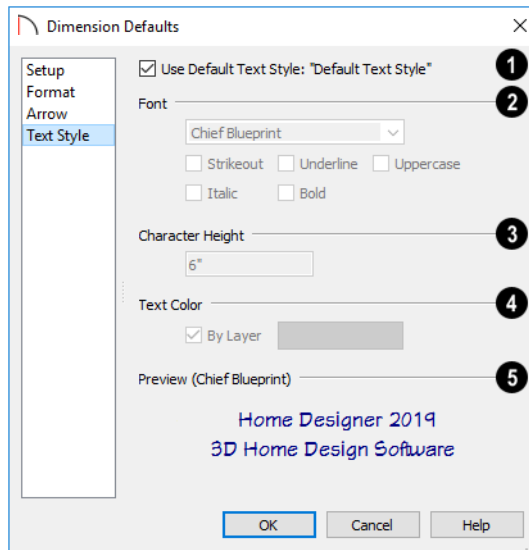 Dimension Defaults
Setup
Format
Arrow
Text Style
Use Default Text Style: "Default Text Style" 1
Font 2
Chief Blueprint
Strikeout Underline Uppercase
Italic Bold
Character Height 3
6"
Text Color 4
By Layer
Preview (Chief Blueprint) 5
Home Designer 2019
3D Home Design Software
OK Cancel Help